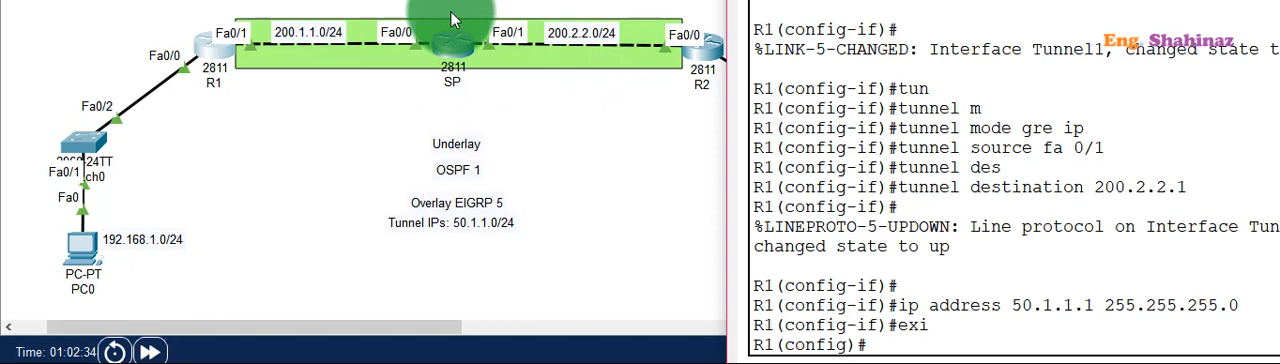 Fa0/1
200.1.1.0/24
Fa0/0
Fa0/1
200.2.2.0/24
Fa0/0
Fa0/0
2811
R1
2811
SP
2811
R2
Fa0/2
24TT
Fa0/1
ch0
Fa0
192.168.1.0/24
PC-PT
PC0
Underlay
OSPF 1
Overlay EIGRP 5
Tunnel IPs: 50.1.1.0/24
Time: 01:02:34
Eng. Shahinaz
R1(config-if)#
%LINK-5-CHANGED: Interface Tunnel1, changed state t
R1(config-if)#tun
R1(config-if)#tunnel m
R1(config-if)#tunnel mode gre ip
R1(config-if)#tunnel source fa 0/1
R1(config-if)#tunnel des
R1(config-if)#tunnel destination 200.2.2.1
R1(config-if)#
%LINEPROTO-5-UPDOWN: Line protocol on Interface Tun
changed state to up
R1(config-if)#
R1(config-if)#ip address 50.1.1.1 255.255.255.0
R1(config-if)#exi
R1(config)#